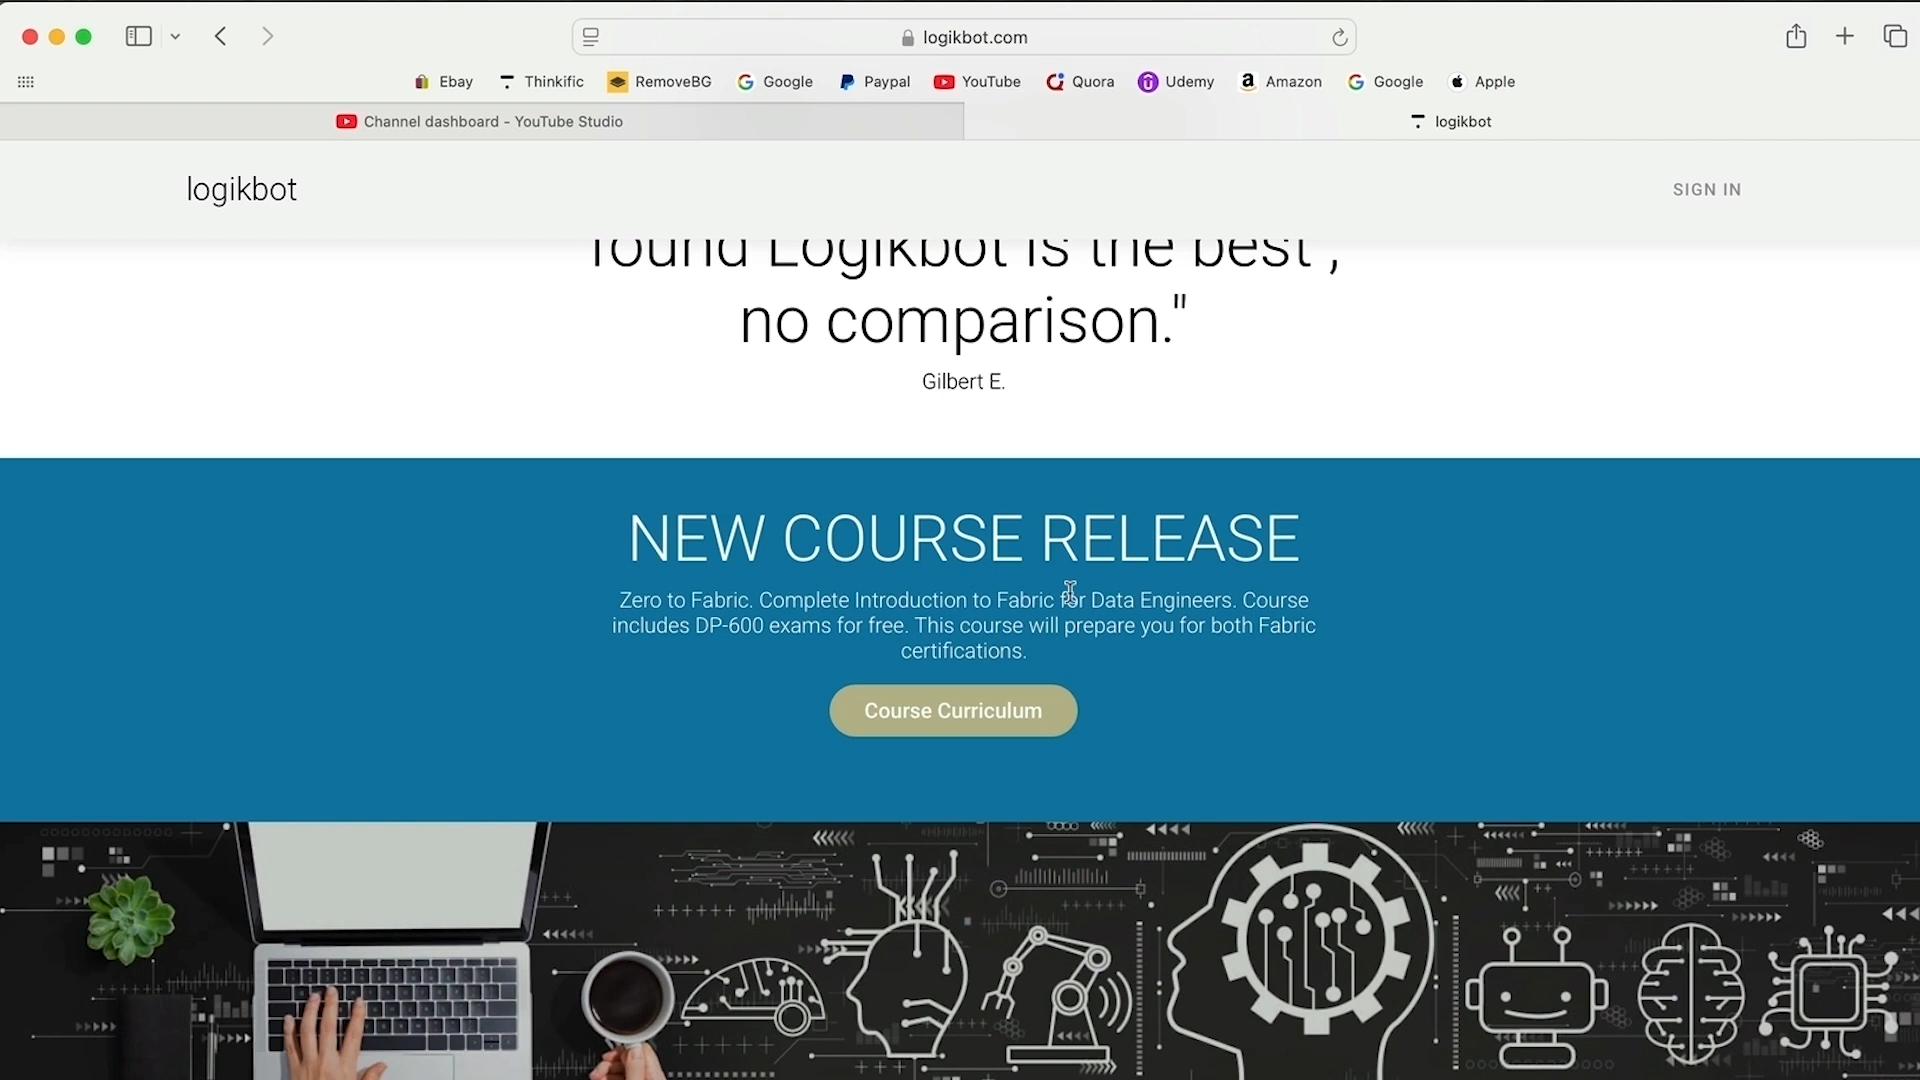 logikbot.com
Ebay Thinkific RemoveBG Google Paypal YouTube Quora Udemy Amazon Google Apple
Channel dashboard - YouTube Studio logikbot
logikbot SIGN IN
found Logikbot is the best ,
no comparison."
Gilbert E.
NEW COURSE RELEASE
Zero to Fabric. Complete Introduction to Fabric for Data Engineers. Course
includes DP-600 exams for free. This course will prepare you for both Fabric
certifications.
Course Curriculum